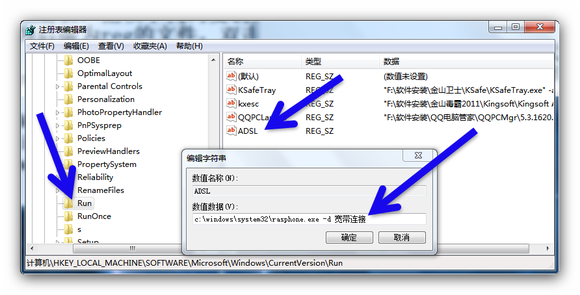 注册表编辑器
文件(F) 编辑(E) 查看(V) 收藏夹(A) 帮助(H)
OOBE
OptimalLayout
Parental Controls
Personalization
PhotoPropertyHandler
PnPSysprep
Policies
PreviewHandlers
PropertySystem
Reliability
RenameFiles
Run
RunOnce
s
Setup
名称 类型 数据
(默认) REG_SZ (数值未设置)
KSafeTray REG_SZ "F:\软件安装\金山卫士\KSafe\KSafeTray.exe" -a
kxesc REG_SZ "F:\软件安装\金山毒霸2011\Kingsoft\Kingsoft A
REG_SZ "F:\软件安装\QQ电脑管家\QQPCMgr\5.3.1620.
ADSL REG_SZ
编辑字符串
数值名称(N):
ADSL
数值数据(V):
c:\windows\system32\rasphone.exe -d 宽带连接
确定 取消
计算机\HKEY_LOCAL_MACHINE\SOFTWARE\Microsoft\Windows\CurrentVersion\Run